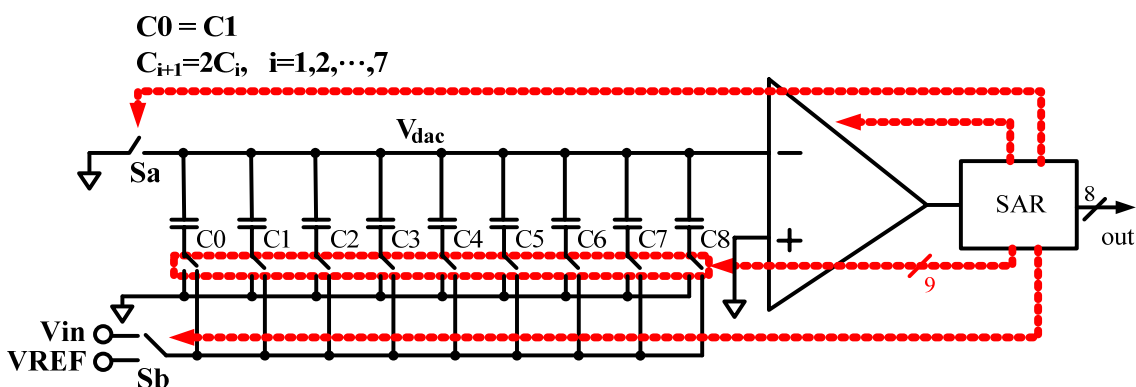 C0 = C1
Cᵢ₊₁=2Cᵢ, i=1,2,⋯,7
Vdac
Sa
−
+
SAR
8
out
C0 C1 C2 C3 C4 C5 C6 C7 C8
9
Vin
VREF
Sb